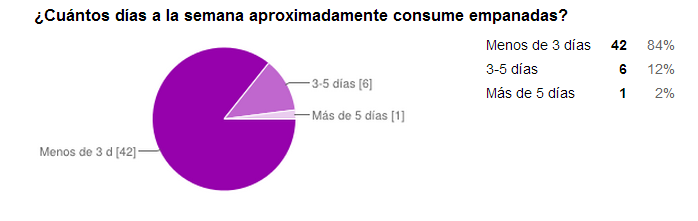 ¿Cuántos días a la semana aproximadamente consume empanadas?
Menos de 3 días 42 84%
3-5 días 6 12%
Más de 5 días 1 2%
3-5 días [6]
Más de 5 días [1]
Menos de 3 d [42]